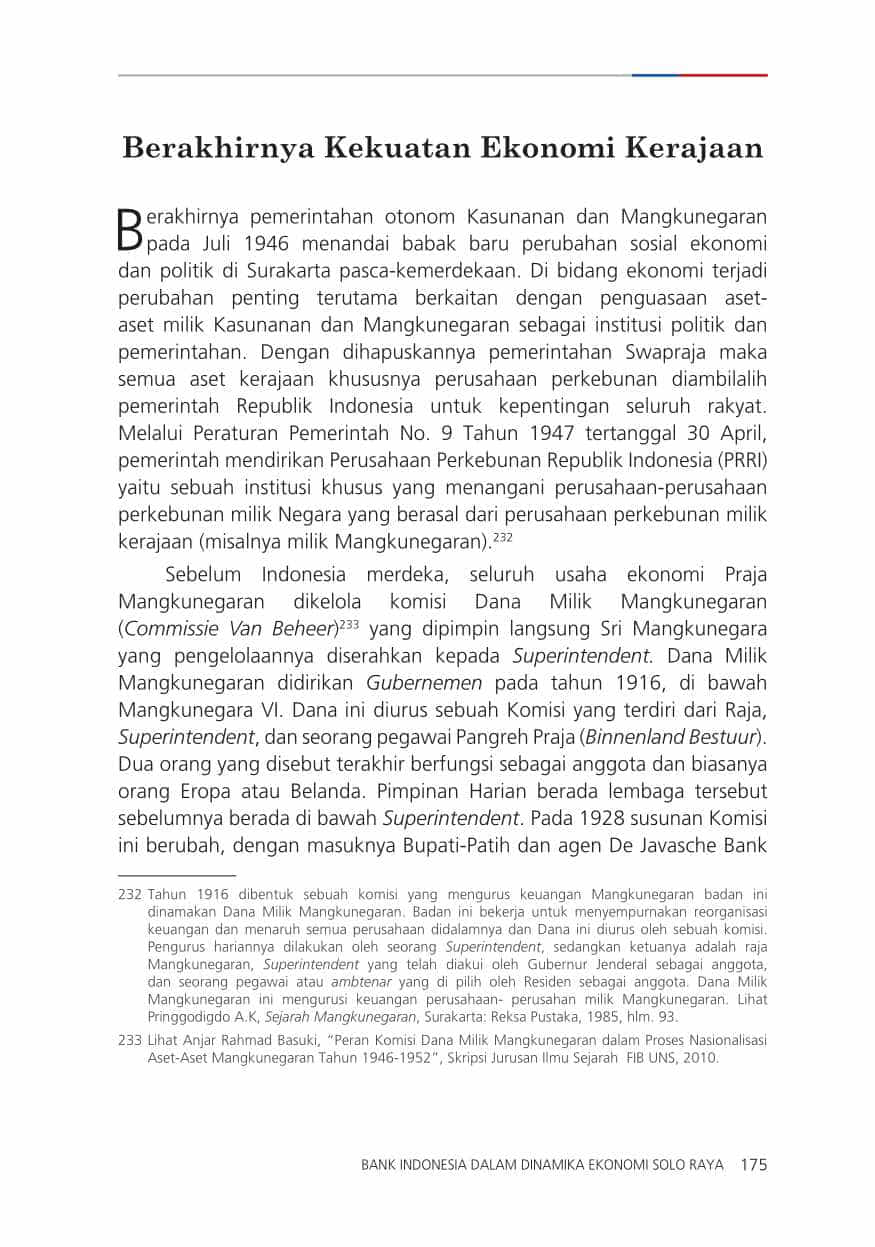 Berakhirnya Kekuatan Ekonomi Kerajaan
Berakhirnya pemerintahan otonom Kasunanan dan Mangkunegaran
pada Juli 1946 menandai babak baru perubahan sosial ekonomi
dan politik di Surakarta pasca-kemerdekaan. Di bidang ekonomi terjadi
perubahan penting terutama berkaitan dengan penguasaan aset-
aset milik Kasunanan dan Mangkunegaran sebagai institusi politik dan
pemerintahan. Dengan dihapuskannya pemerintahan Swapraja maka
semua aset kerajaan khususnya perusahaan perkebunan diambilalih
pemerintah Republik Indonesia untuk kepentingan seluruh rakyat.
Melalui Peraturan Pemerintah No. 9 Tahun 1947 tertanggal 30 April,
pemerintah mendirikan Perusahaan Perkebunan Republik Indonesia (PRRI)
yaitu sebuah institusi khusus yang menangani perusahaan-perusahaan
perkebunan milik Negara yang berasal dari perusahaan perkebunan milik
kerajaan (misalnya milik Mangkunegaran).232
Sebelum Indonesia merdeka, seluruh usaha ekonomi Praja
Mangkunegaran dikelola komisi Dana Milik Mangkunegaran
(Commissie Van Beheer)233 yang dipimpin langsung Sri Mangkunegara
yang pengelolaannya diserahkan kepada Superintendent. Dana Milik
Mangkunegaran didirikan Gubernemen pada tahun 1916, di bawah
Mangkunegara VI. Dana ini diurus sebuah Komisi yang terdiri dari Raja,
Superintendent, dan seorang pegawai Pangreh Praja (Binnenland Bestuur).
Dua orang yang disebut terakhir berfungsi sebagai anggota dan biasanya
orang Eropa atau Belanda. Pimpinan Harian berada lembaga tersebut
sebelumnya berada di bawah Superintendent. Pada 1928 susunan Komisi
ini berubah, dengan masuknya Bupati-Patih dan agen De Javasche Bank
232 Tahun 1916 dibentuk sebuah komisi yang mengurus keuangan Mangkunegaran badan ini
dinamakan Dana Milik Mangkunegaran. Badan ini bekerja untuk menyempurnakan reorganisasi
keuangan dan menaruh semua perusahaan didalamnya dan Dana ini diurus oleh sebuah komisi.
Pengurus hariannya dilakukan oleh seorang Superintendent, sedangkan ketuanya adalah raja
Mangkunegaran, Superintendent yang telah diakui oleh Gubernur Jenderal sebagai anggota,
dan seorang pegawai atau ambtenar yang di pilih oleh Residen sebagai anggota. Dana Milik
Mangkunegaran ini mengurusi keuangan perusahaan- perusahan milik Mangkunegaran. Lihat
Pringgodigdo A.K, Sejarah Mangkunegaran, Surakarta: Reksa Pustaka, 1985, hlm. 93.
233 Lihat Anjar Rahmad Basuki, “Peran Komisi Dana Milik Mangkunegaran dalam Proses Nasionalisasi
Aset-Aset Mangkunegaran Tahun 1946-1952”, Skripsi Jurusan Ilmu Sejarah FIB UNS, 2010.
BANK INDONESIA DALAM DINAMIKA EKONOMI SOLO RAYA 175